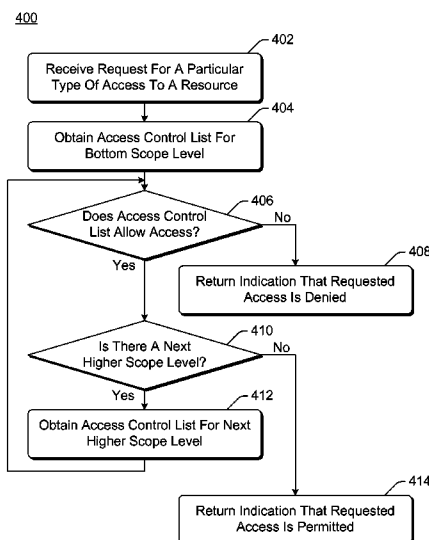 400
402
Receive Request For A Particular
Type Of Access To A Resource
404
Obtain Access Control List For
Bottom Scope Level
406
Does Access Control
List Allow Access?
No
Yes
408
Return Indication That Requested
Access Is Denied
410
Is There A Next
Higher Scope Level?
No
Yes
412
Obtain Access Control List For Next
Higher Scope Level
414
Return Indication That Requested
Access Is Permitted